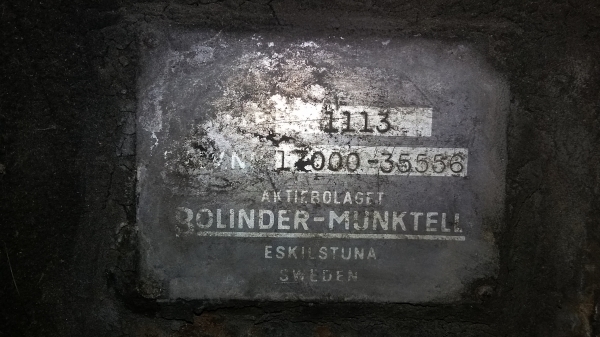 1113
17000-35556
AKTIEBOLAGET
BOLINDER-MUNKTELL
ESKILSTUNA
SWEDEN